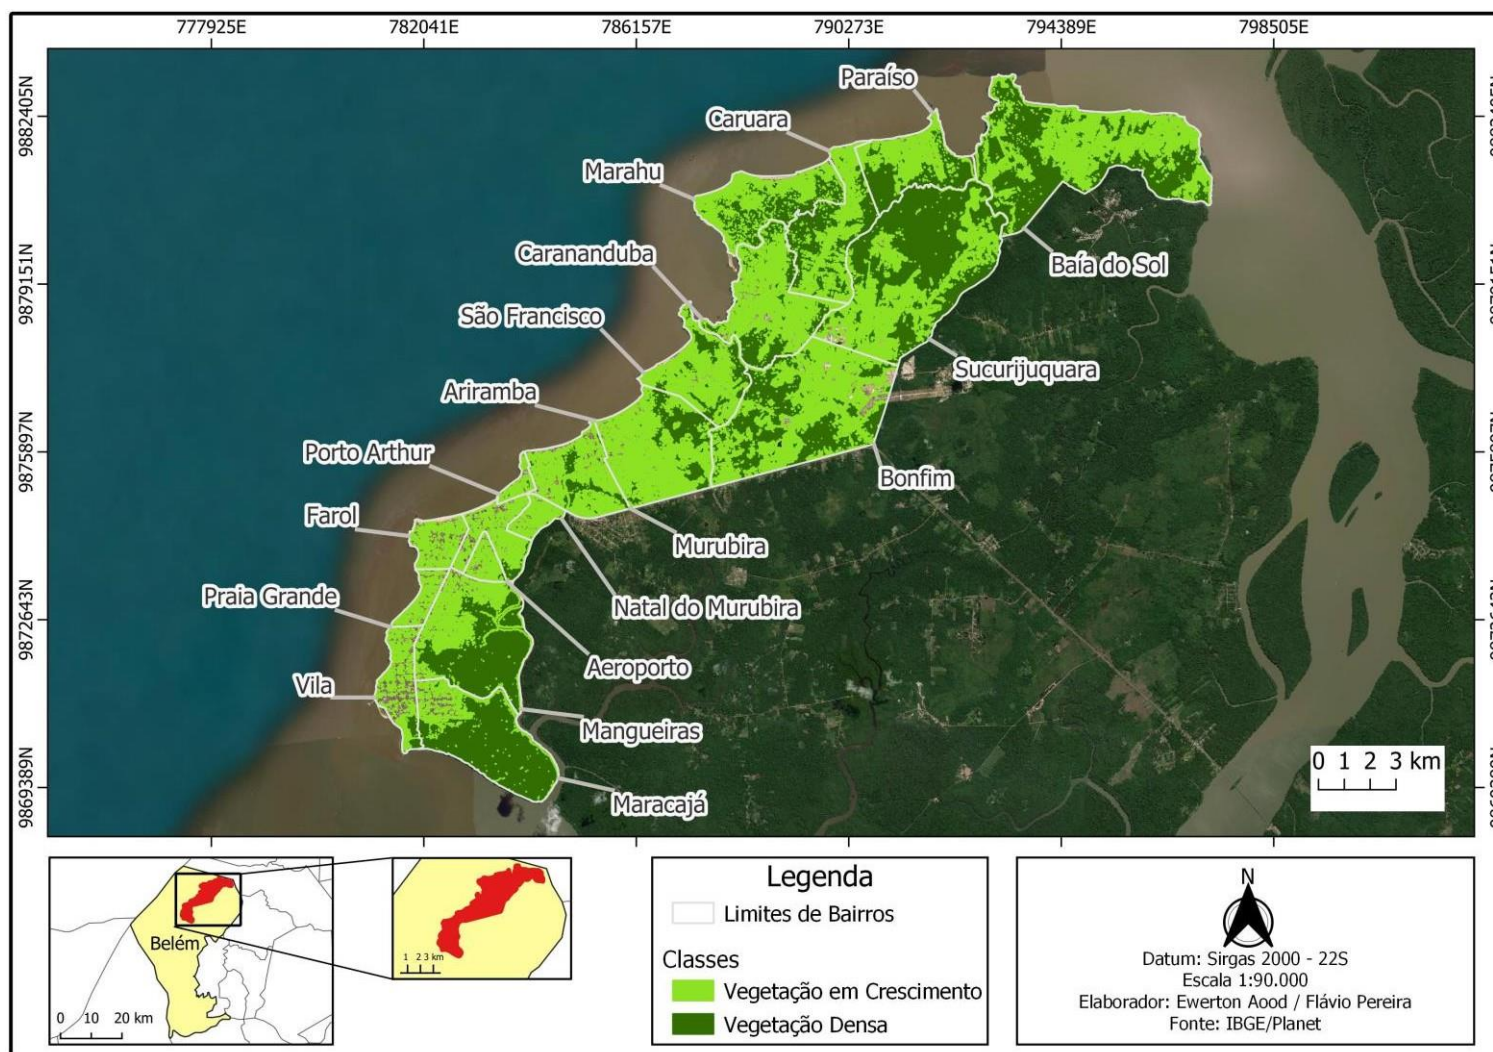 777925E
782041E
786157E
790273E
794389E
798505E
9882405N
9879151N
9875897N
9872643N
9869389N
Paraíso
Caruara
Marahu
Carananduba
Baía do Sol
São Francisco
Sucurijuquara
Ariramba
Porto Arthur
Bonfim
Farol
Murubira
Praia Grande
Natal do Murubira
Aeroporto
Vila
Mangueiras
Maracajá
0 1 2 3 km
Belém
0 10 20 km
1 2 3 km
Legenda
Limites de Bairros
Classes
Vegetação em Crescimento
Vegetação Densa
N
Datum: Sirgas 2000 - 22S
Escala 1:90.000
Elaborador: Ewerton Aood / Flávio Pereira
Fonte: IBGE/Planet